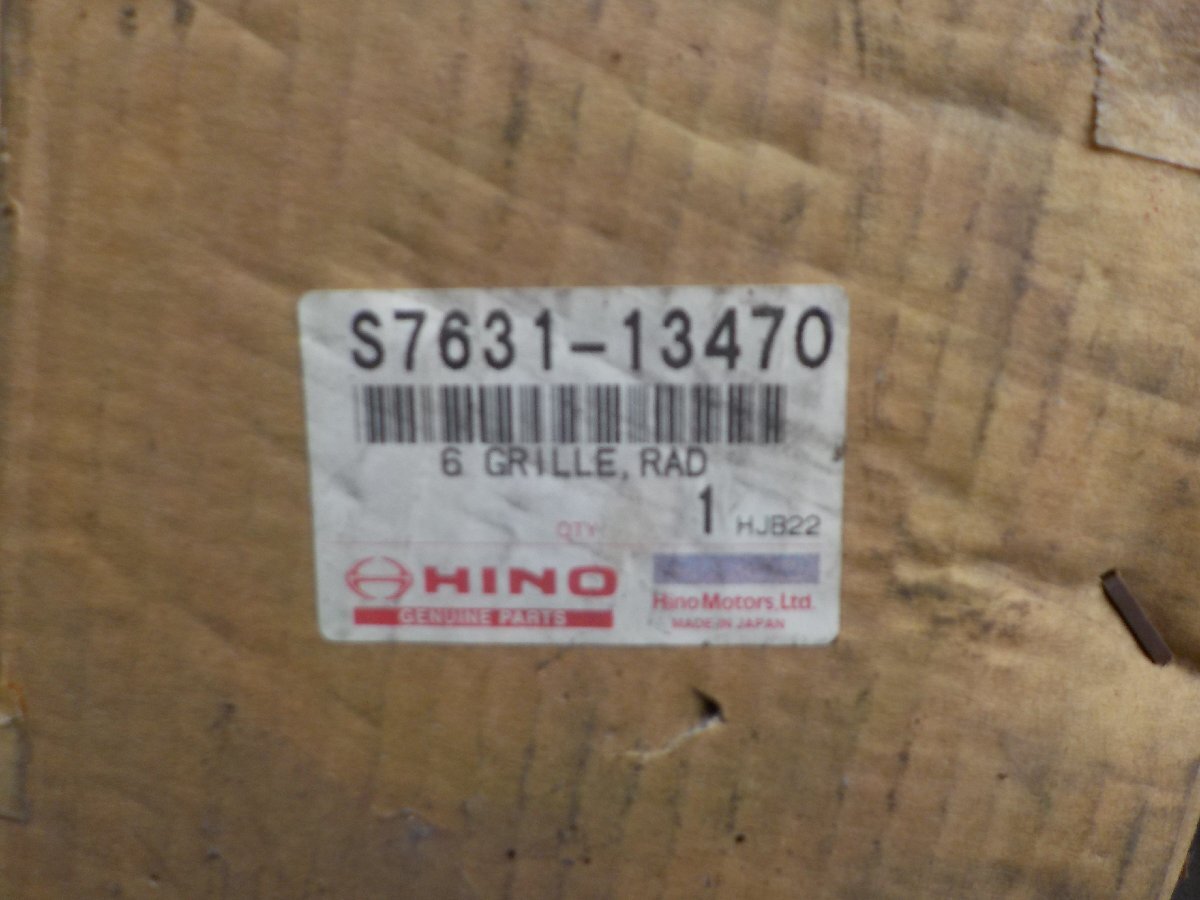 S7631-13470
6 GRILLE, RAD
QTY 1 HJB22
HINO
GENUINE PARTS
Hino Motors, Ltd.
MADE IN JAPAN